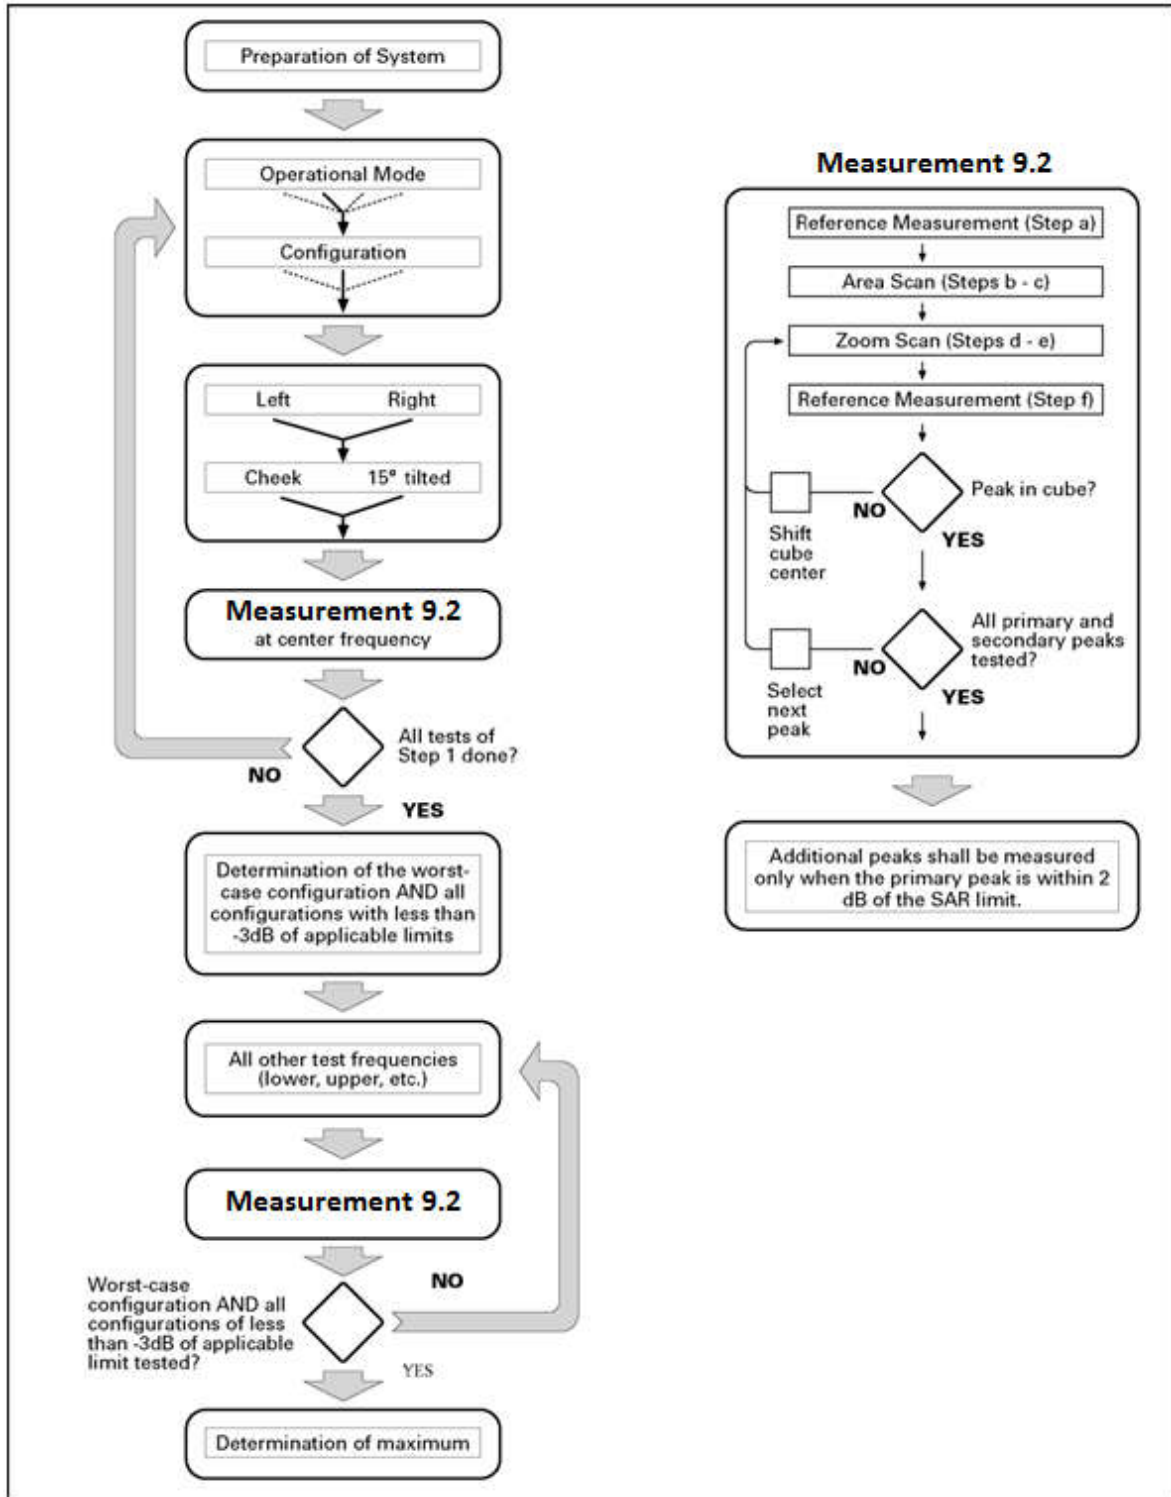 Preparation of System
Operational Mode
Configuration
Left Right
Cheek 15° tilted
Measurement 9.2
at center frequency
All tests of
Step 1 done?
NO
YES
Determination of the worst-
case configuration AND all
configurations with less than
-3dB of applicable limits
All other test frequencies
(lower, upper, etc.)
Measurement 9.2
NO
Worst-case
configuration AND all
configurations of less
than -3dB of applicable
limit tested?
YES
Determination of maximum
Measurement 9.2
Reference Measurement (Step a)
Area Scan (Steps b - c)
Zoom Scan (Steps d - e)
Reference Measurement (Step f)
Peak in cube?
NO
YES
Shift
cube
center
All primary and
secondary peaks
tested?
NO
YES
Select
next
peak
Additional peaks shall be measured
only when the primary peak is within 2
dB of the SAR limit.